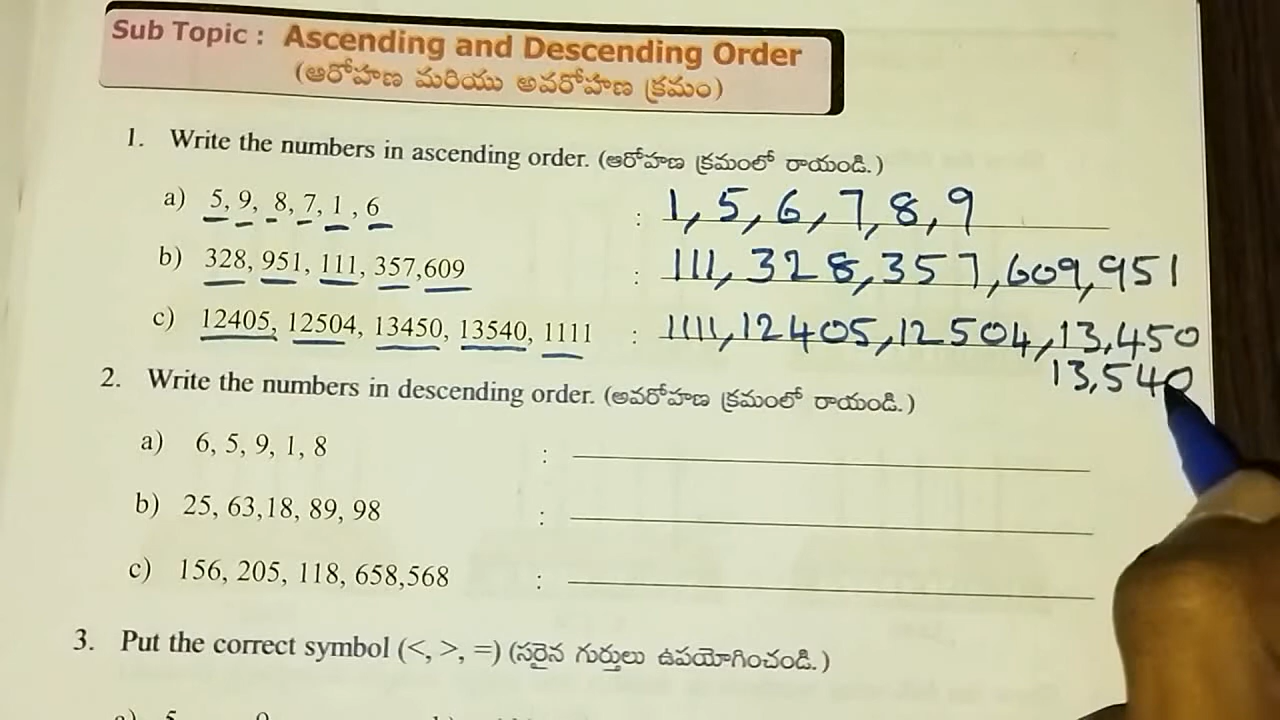 Sub Topic : Ascending and Descending Order
(ఆరోహణ మరియు అవరోహణ క్రమం)
1. Write the numbers in ascending order. (ఆరోహణ క్రమంలో రాయండి.)
a) 5, 9, 8, 7, 1 , 6 : 1, 5, 6, 7, 8, 9
b) 328, 951, 111, 357,609 : 111, 328, 357, 609, 951
c) 12405, 12504, 13450, 13540, 1111 : 1111, 12405, 12504, 13,450
13,540
2. Write the numbers in descending order. (అవరోహణ క్రమంలో రాయండి.)
a) 6, 5, 9, 1, 8 :
b) 25, 63,18, 89, 98 :
c) 156, 205, 118, 658,568 :
3. Put the correct symbol (<, >, =) (సరైన గుర్తులు ఉపయోగించండి.)